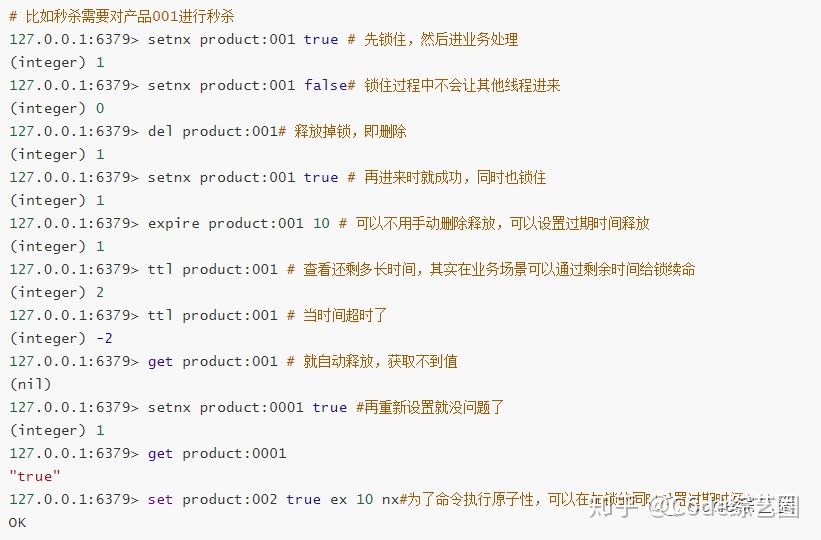 # 比如秒杀需要对产品001进行秒杀
127.0.0.1:6379> setnx product:001 true # 先锁住，然后进业务处理
(integer) 1
127.0.0.1:6379> setnx product:001 false# 锁住过程中不会让其他线程进来
(integer) 0
127.0.0.1:6379> del product:001# 释放掉锁，即删除
(integer) 1
127.0.0.1:6379> setnx product:001 true # 再进来时就成功，同时也锁住
(integer) 1
127.0.0.1:6379> expire product:001 10 # 可以不用手动删除释放，可以设置过期时间释放
(integer) 1
127.0.0.1:6379> ttl product:001 # 查看还剩多长时间，其实在业务场景可以通过剩余时间给锁续命
(integer) 2
127.0.0.1:6379> ttl product:001 # 当时间超时了
(integer) -2
127.0.0.1:6379> get product:001 # 就自动释放，获取不到值
(nil)
127.0.0.1:6379> setnx product:0001 true #再重新设置就没问题了
(integer) 1
127.0.0.1:6379> get product:0001
"true"
127.0.0.1:6379> set product:002 true ex 10 nx#为了命令执行原子性，可以在加锁的同时设置过期时间
知乎 @Code综艺圈
OK